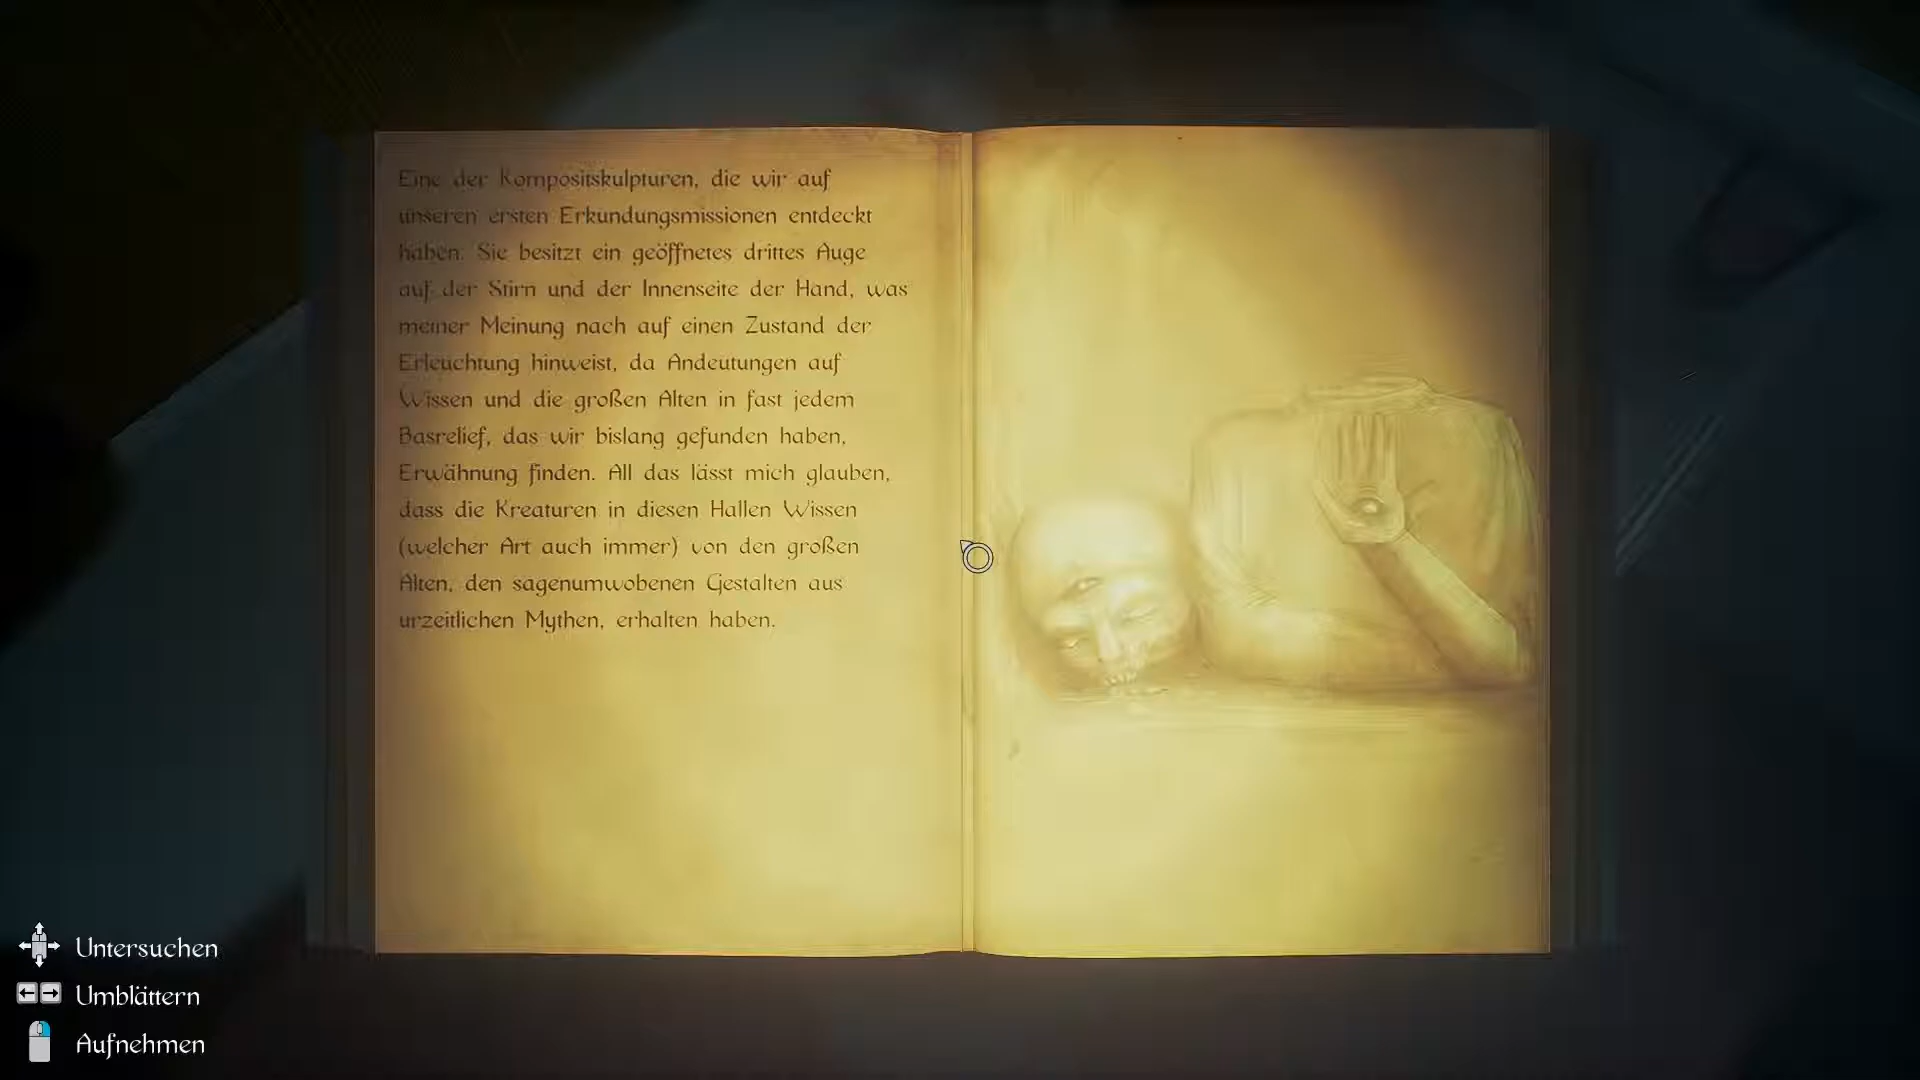 Eine der Kompositskulpturen, die wir auf
unseren ersten Erkundungsmissionen entdeckt
haben. Sie besitzt ein geöffnetes drittes Auge
auf der Stirn und der Innenseite der Hand, was
meiner Meinung nach auf einen Zustand der
Erleuchtung hinweist, da Andeutungen auf
Wissen und die großen Alten in fast jedem
Basrelief, das wir bislang gefunden haben,
Erwähnung finden. All das lässt mich glauben,
dass die Kreaturen in diesen Hallen Wissen
(welcher Art auch immer) von den großen
Alten, den sagenumwobenen Gestalten aus
urzeitlichen Mythen, erhalten haben.
Untersuchen
Umblättern
Aufnehmen